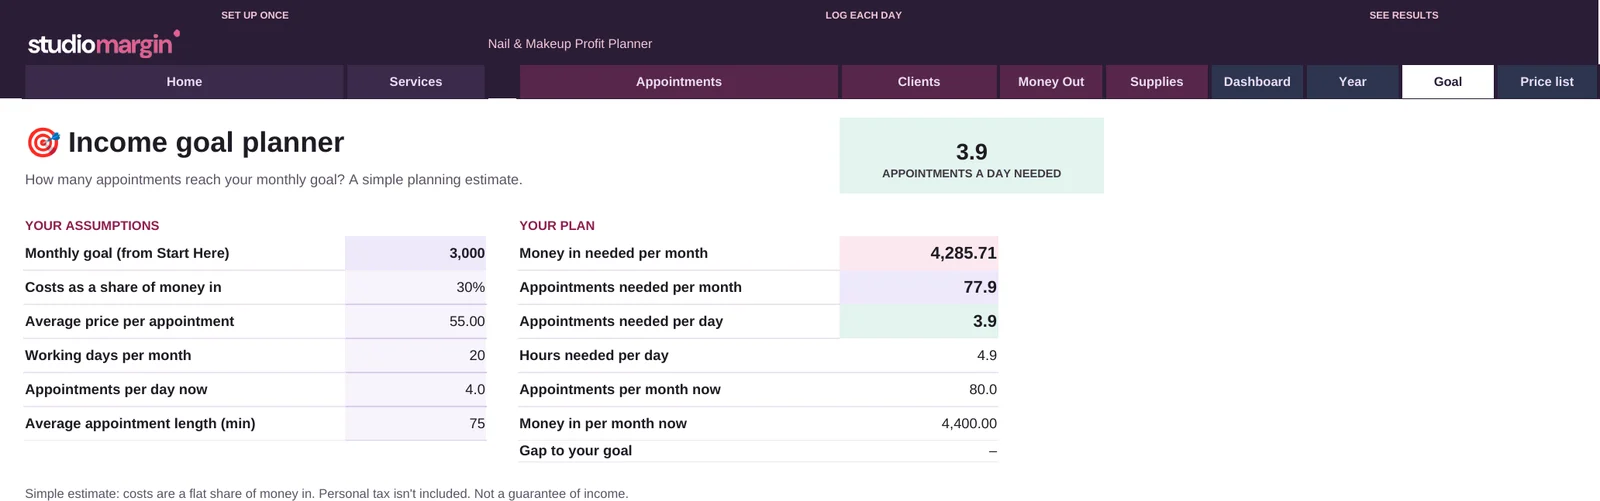 SET UP ONCE LOG EACH DAY SEE RESULTS
studiomargin Nail & Makeup Profit Planner
Home Services Appointments Clients Money Out Supplies Dashboard Year Goal Price list
Income goal planner
How many appointments reach your monthly goal? A simple planning estimate.
3.9
APPOINTMENTS A DAY NEEDED
YOUR ASSUMPTIONS
Monthly goal (from Start Here) 3,000
Costs as a share of money in 30%
Average price per appointment 55.00
Working days per month 20
Appointments per day now 4.0
Average appointment length (min) 75
YOUR PLAN
Money in needed per month 4,285.71
Appointments needed per month 77.9
Appointments needed per day 3.9
Hours needed per day 4.9
Appointments per month now 80.0
Money in per month now 4,400.00
Gap to your goal –
Simple estimate: costs are a flat share of money in. Personal tax isn't included. Not a guarantee of income.